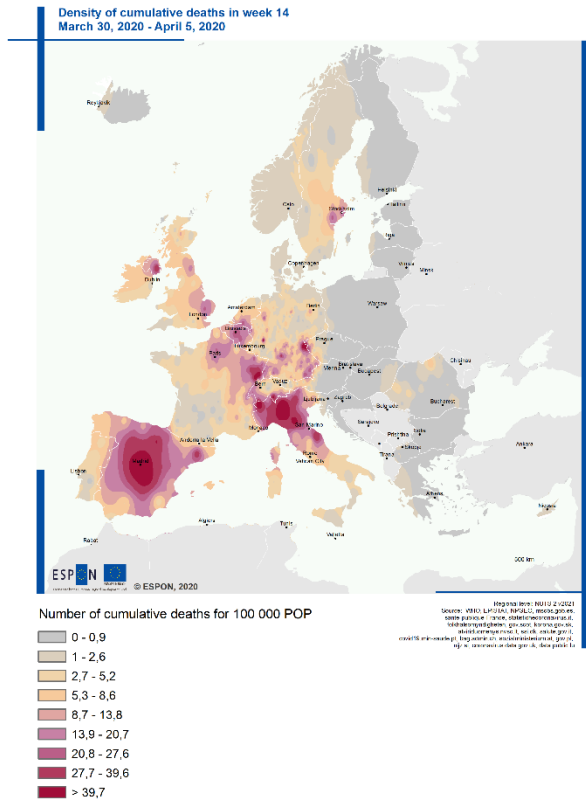 Density of cumulative deaths in week 14
March 30, 2020 - April 5, 2020
Reykjavik
Oslo
Helsinki
Stockholm
Riga
Vilnius
Minsk
Copenhagen
Dublin
London
Amsterdam
Berlin
Warsaw
Luxembourg
Prague
Paris
Bratislava
Vienna
Budapest
Chisinau
Bern
Vaduz
Ljubljana
Zagreb
Belgrade
Bucharest
Monaco
San Marino
Andorra la Vella
Sarajevo
Pristina
Sofia
Skopje
Rome
Vatican City
Tirana
Madrid
Lisboa
Ankara
Athens
Nicosia
Algiers
Tunis
Valletta
Rabat
500 km
ESPON
© ESPON, 2020
Regional level: NUTS 2 v2021
Number of cumulative deaths for 100 000 POP
0 - 0,9
1 - 2,6
2,7 - 5,2
5,3 - 8,6
8,7 - 13,8
13,9 - 20,7
20,8 - 27,6
27,7 - 39,6
> 39,7